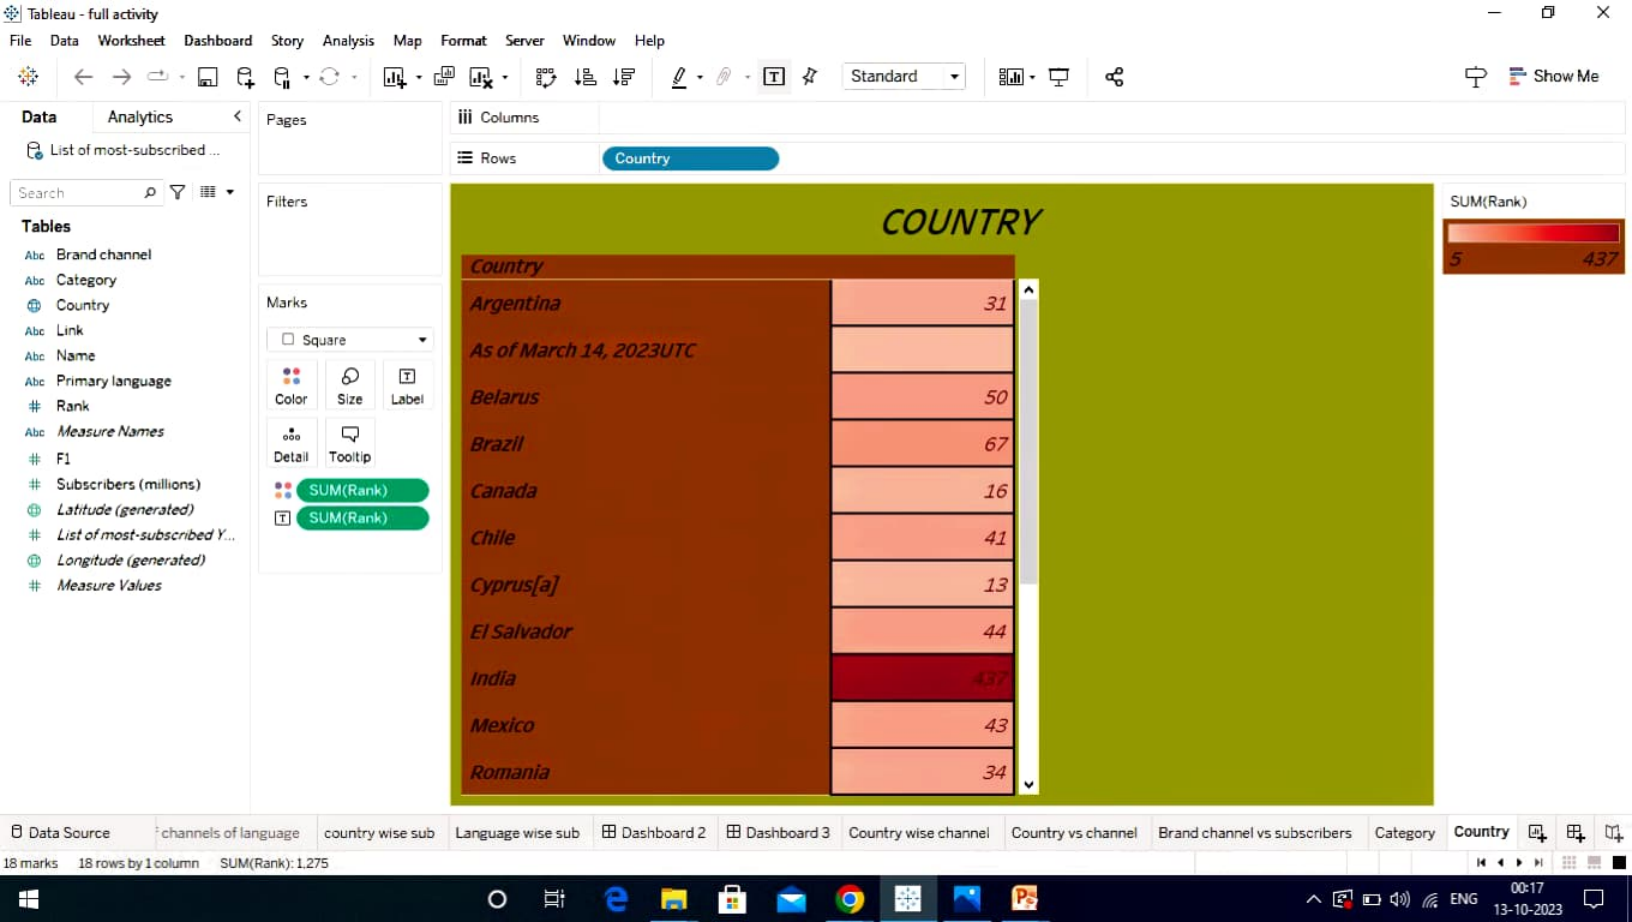 Tableau - full activity
File Data Worksheet Dashboard Story Analysis Map Format Server Window Help
Standard
Show Me
Data Analytics
List of most-subscribed ...
Search
Tables
Abc Brand channel
Abc Category
Country
Abc Link
Abc Name
Abc Primary language
# Rank
Abc Measure Names
# F1
# Subscribers (millions)
Latitude (generated)
# List of most-subscribed Y...
Longitude (generated)
# Measure Values
Pages
Filters
Marks
Square
Color Size Label
Detail Tooltip
SUM(Rank)
SUM(Rank)
Columns
Rows Country
COUNTRY
Country
Argentina 31
As of March 14, 2023UTC
Belarus 50
Brazil 67
Canada 16
Chile 41
Cyprus[a] 13
El Salvador 44
India 437
Mexico 43
Romania 34
SUM(Rank)
5 437
Data Source channels of language country wise sub Language wise sub Dashboard 2 Dashboard 3 Country wise channel Country vs channel Brand channel vs subscribers Category Country
18 marks 18 rows by 1 column SUM(Rank): 1,275
ENG
00:17
13-10-2023